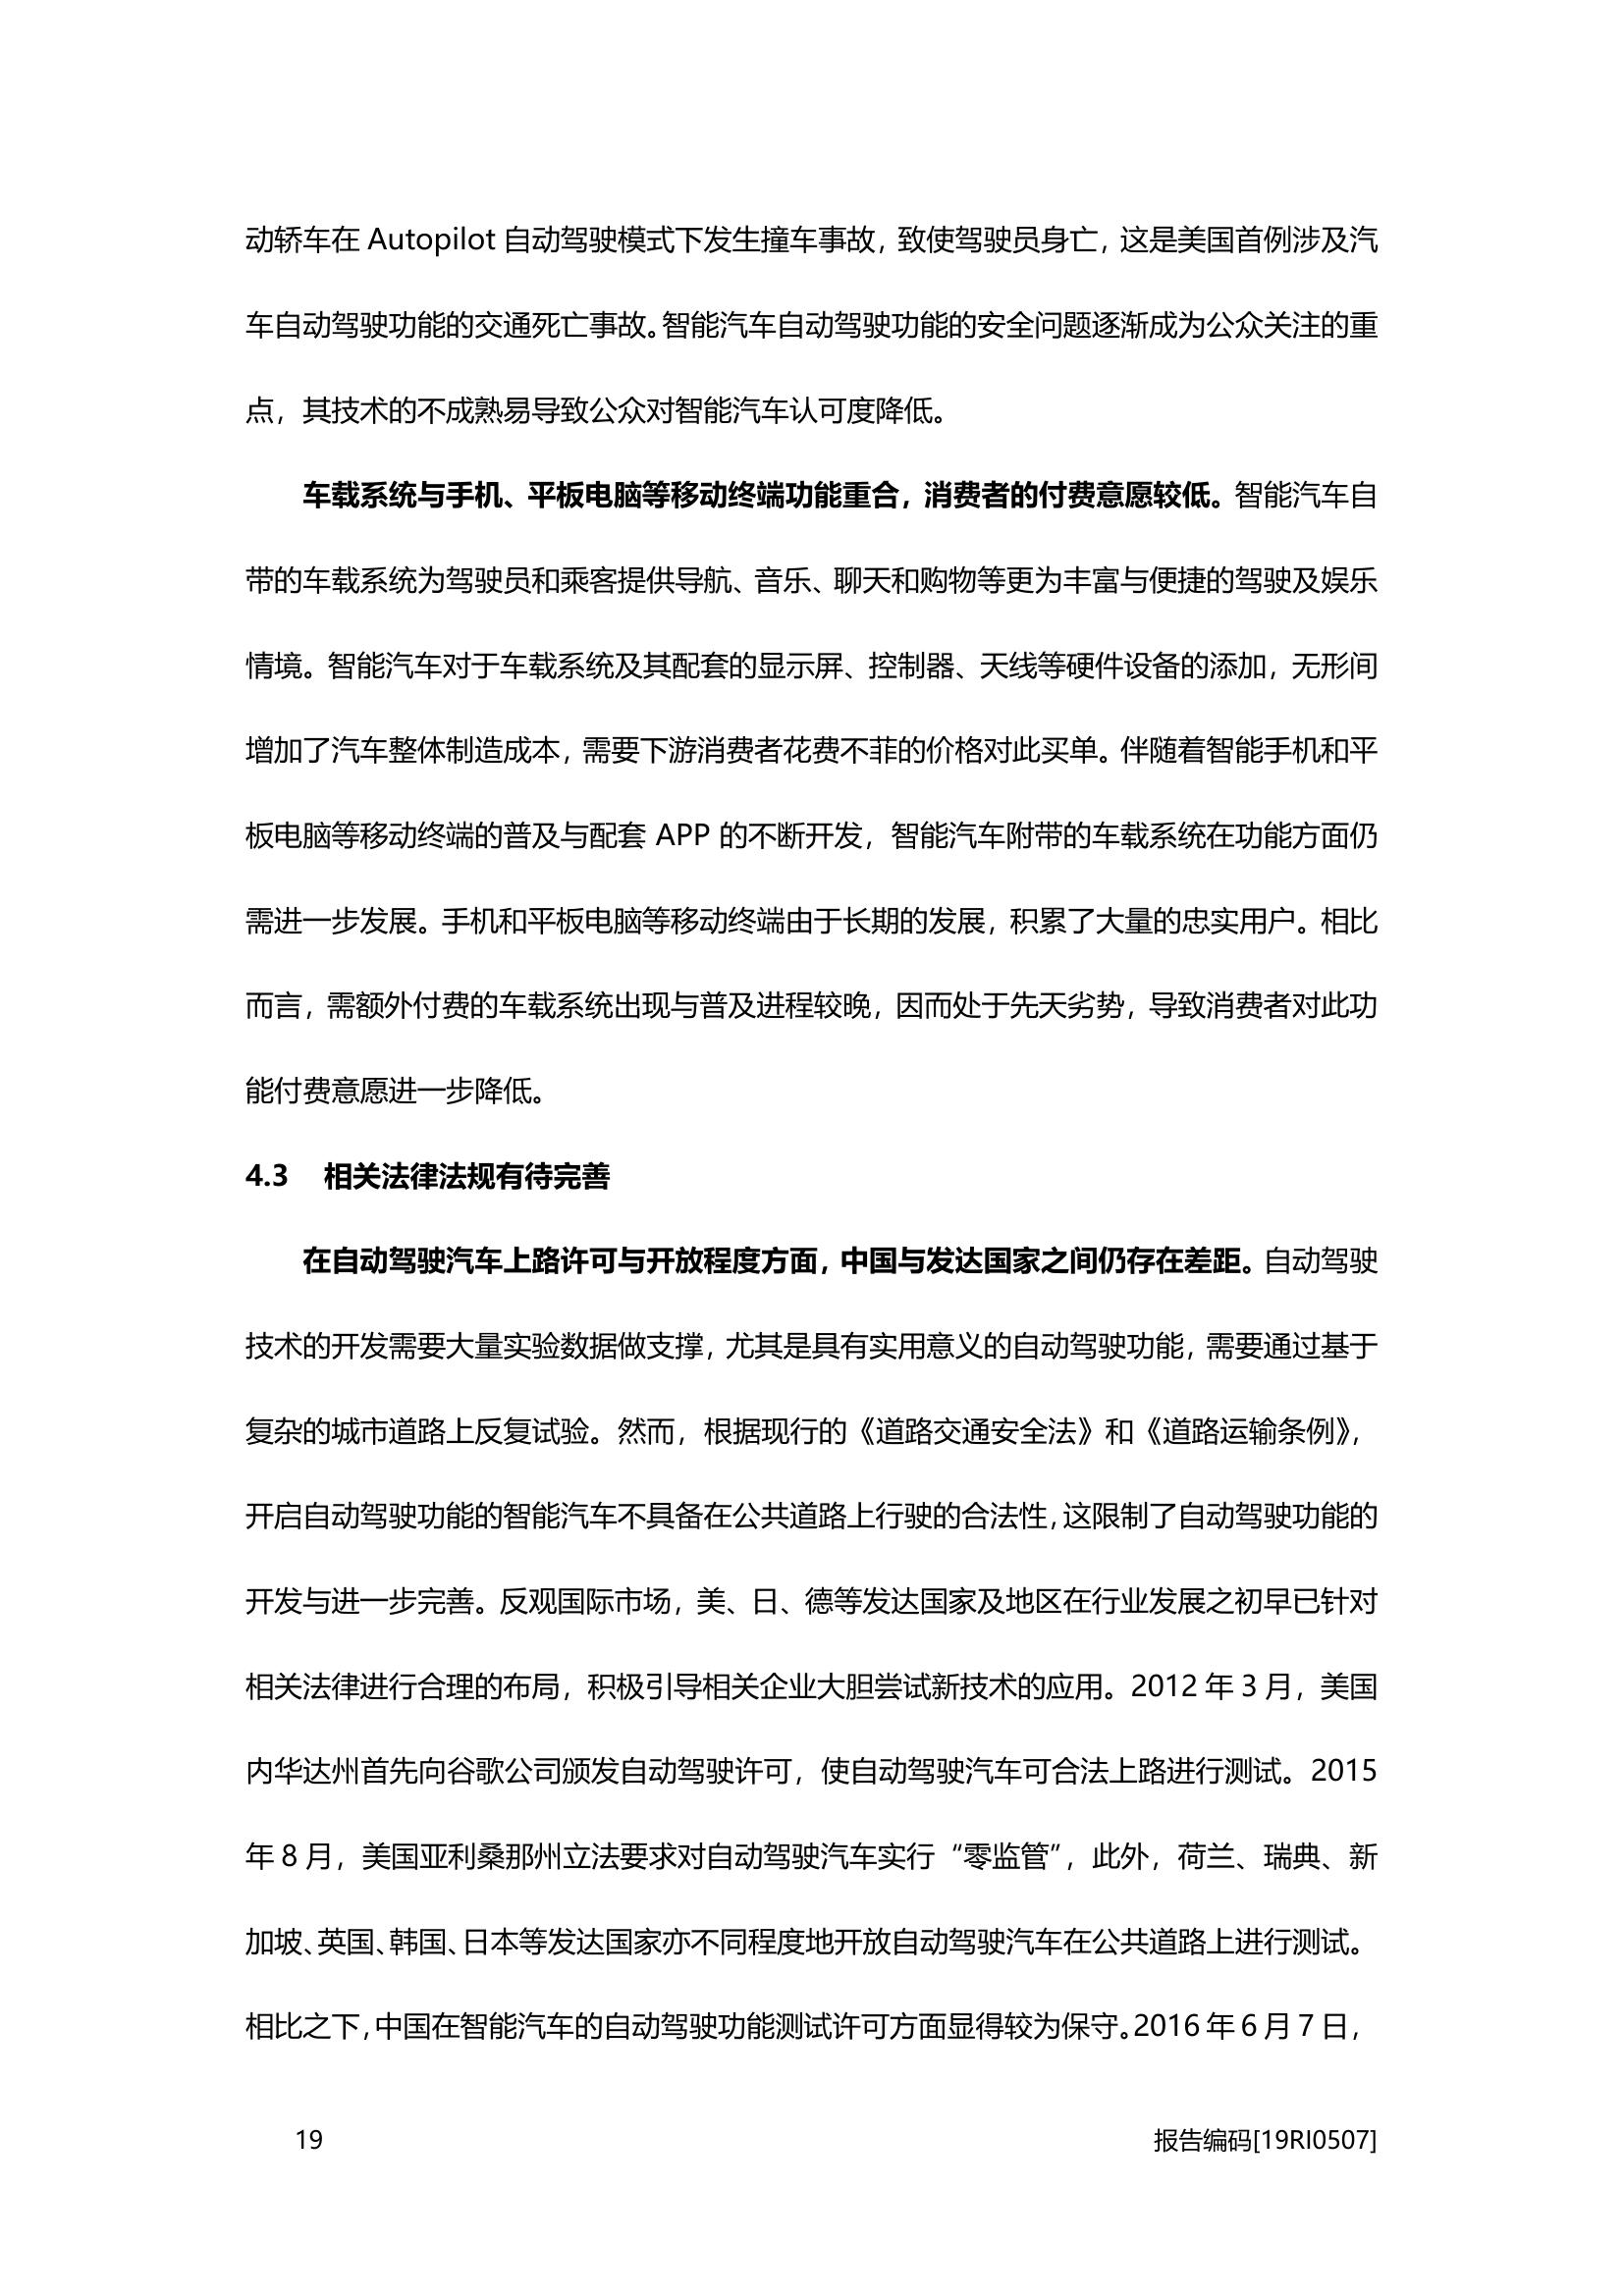 动轿车在 Autopilot 自动驾驶模式下发生撞车事故，致使驾驶员身亡，这是美国首例涉及汽
车自动驾驶功能的交通死亡事故。智能汽车自动驾驶功能的安全问题逐渐成为公众关注的重
点，其技术的不成熟易导致公众对智能汽车认可度降低。
车载系统与手机、平板电脑等移动终端功能重合，消费者的付费意愿较低。智能汽车自
带的车载系统为驾驶员和乘客提供导航、音乐、聊天和购物等更为丰富与便捷的驾驶及娱乐
情境。智能汽车对于车载系统及其配套的显示屏、控制器、天线等硬件设备的添加，无形间
增加了汽车整体制造成本，需要下游消费者花费不菲的价格对此买单。伴随着智能手机和平
板电脑等移动终端的普及与配套 APP 的不断开发，智能汽车附带的车载系统在功能方面仍
需进一步发展。手机和平板电脑等移动终端由于长期的发展，积累了大量的忠实用户。相比
而言，需额外付费的车载系统出现与普及进程较晚，因而处于先天劣势，导致消费者对此功
能付费意愿进一步降低。
4.3 相关法律法规有待完善
在自动驾驶汽车上路许可与开放程度方面，中国与发达国家之间仍存在差距。自动驾驶
技术的开发需要大量实验数据做支撑，尤其是具有实用意义的自动驾驶功能，需要通过基于
复杂的城市道路上反复试验。然而，根据现行的《道路交通安全法》和《道路运输条例》，
开启自动驾驶功能的智能汽车不具备在公共道路上行驶的合法性，这限制了自动驾驶功能的
开发与进一步完善。反观国际市场，美、日、德等发达国家及地区在行业发展之初早已针对
相关法律进行合理的布局，积极引导相关企业大胆尝试新技术的应用。2012 年 3 月，美国
内华达州首先向谷歌公司颁发自动驾驶许可，使自动驾驶汽车可合法上路进行测试。2015
年 8 月，美国亚利桑那州立法要求对自动驾驶汽车实行“零监管”，此外，荷兰、瑞典、新
加坡、英国、韩国、日本等发达国家亦不同程度地开放自动驾驶汽车在公共道路上进行测试。
相比之下，中国在智能汽车的自动驾驶功能测试许可方面显得较为保守。2016 年 6 月 7 日，
19 报告编码[19RI0507]